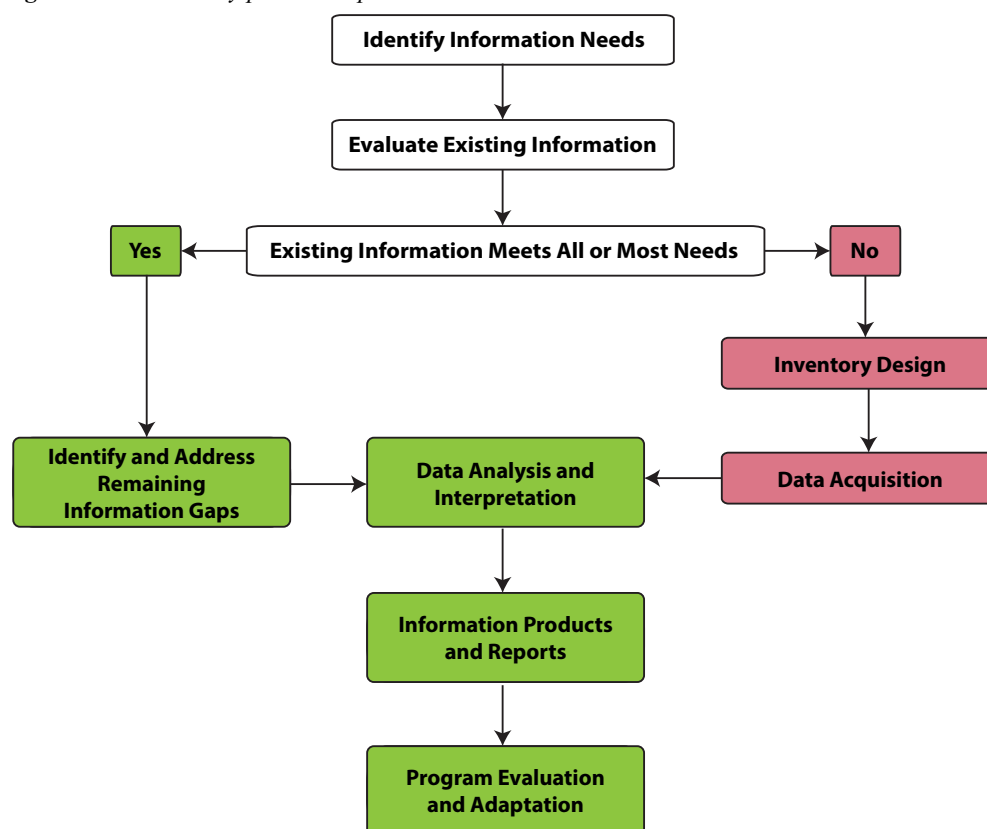 Identify Information Needs
Evaluate Existing Information
Yes
Existing Information Meets All or Most Needs
No
Inventory Design
Identify and Address
Remaining
Information Gaps
Data Analysis and
Interpretation
Data Acquisition
Information Products
and Reports
Program Evaluation
and Adaptation